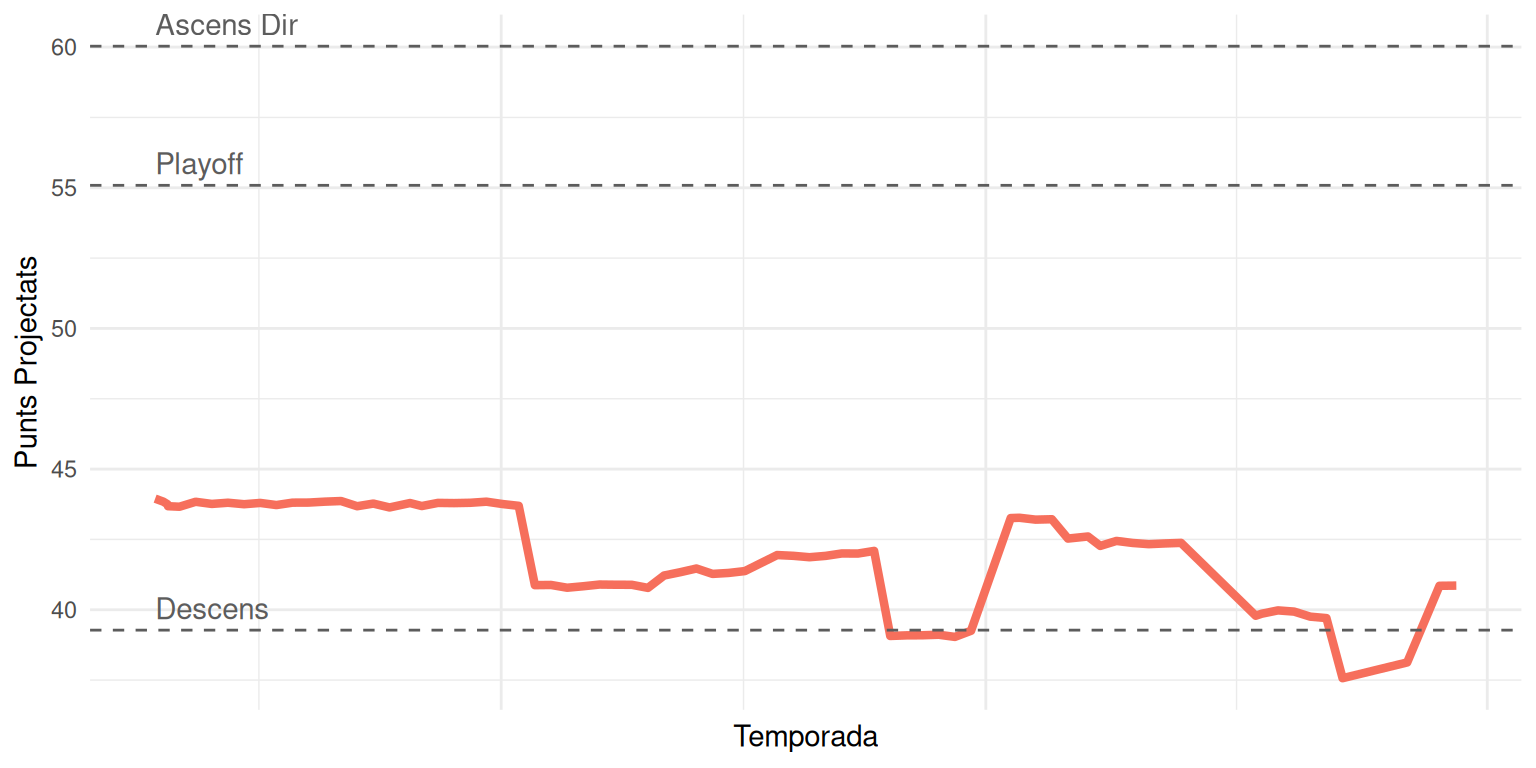 Ascens Dir
60
Playoff
55
50
45
Descens
40
Punts Projectats
Temporada